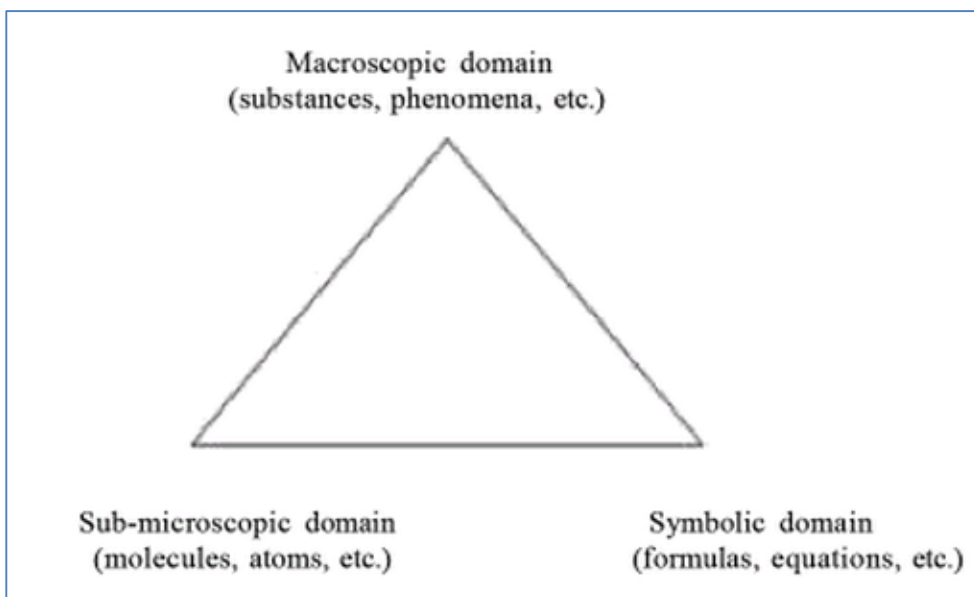 Macroscopic domain
(substances, phenomena, etc.)
Sub-microscopic domain
(molecules, atoms, etc.)
Symbolic domain
(formulas, equations, etc.)